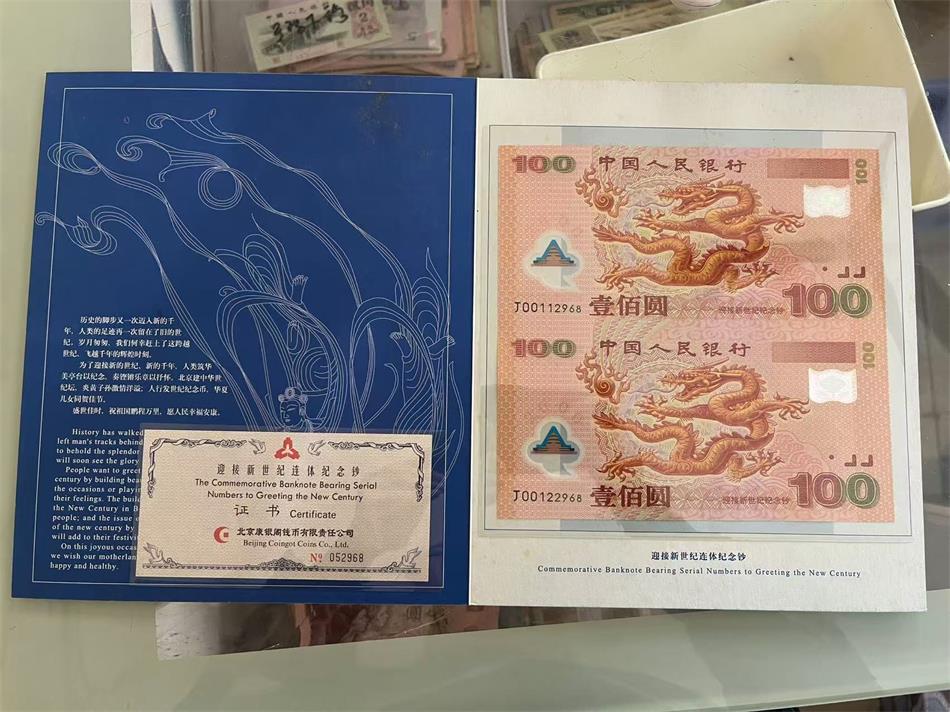 历史的脚步又一次迈入新的千
年，人类的足迹再一次留在了旧的世
纪。岁月匆匆，我们何幸赶上了这跨越
世纪、飞越千年的辉煌时刻。
为了迎接新的世纪、新的千年，人类筑华
美亭台以纪念，奏铿锵乐章以抒怀。北京建中华世
纪坛，炎黄子孙激情洋溢；人行发世纪纪念币，华夏
儿女同贺佳节。
盛世佳时，祝祖国鹏程万里，愿人民幸福安康。
History has walked
left man's tracks behind
to behold the splendor
will soon see the glory
People want to greet
century by building bea
the occasions or playin
their feelings. The build
the New Century in B
people; and the issue o
of the new century by
will add to their festivit
On this joyous occas
we wish our motherlan
happy and healthy.
迎接新世纪连体纪念钞
The Commemorative Banknote Bearing Serial
Numbers to Greeting the New Century
证 书 Certificate
北京康银阁钱币有限责任公司
Beijing Coingot Coins Co., Ltd.
№ 052968
100 中国人民银行 100
J00112968 壹佰圆 迎接新世纪纪念钞 100
100 中国人民银行 100
J00122968 壹佰圆 迎接新世纪纪念钞 100
迎接新世纪连体纪念钞
Commemorative Banknote Bearing Serial Numbers to Greeting the New Century